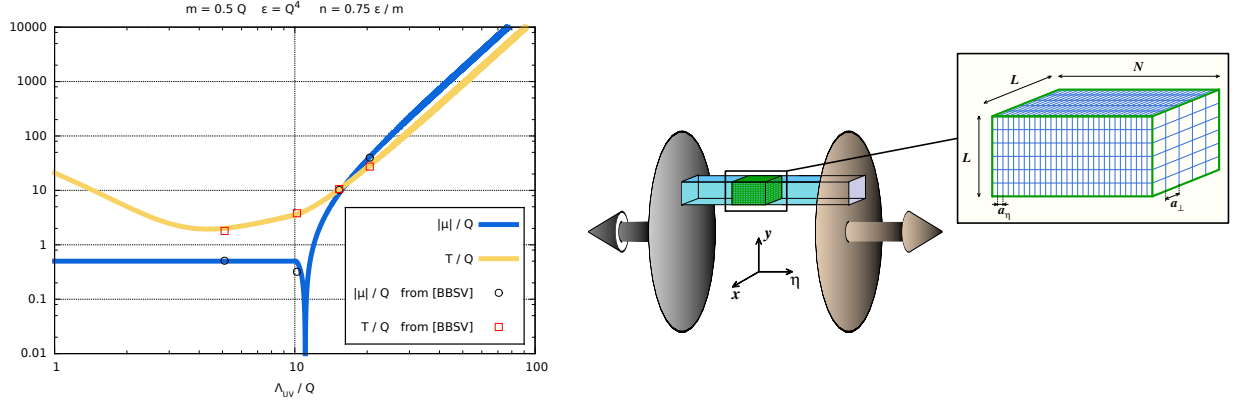 m = 0.5 Q ε = Q⁴ n = 0.75 ε / m
10000
1000
100
10
1
0.1
0.01
|μ| / Q
T / Q
|μ| / Q from [BBSV]
T / Q from [BBSV]
1
10
100
Λ_UV / Q
L
N
L
a_η
a_⊥
y
η
x